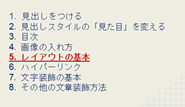 1. 見出しをつける
2. 見出しスタイルの「見た目」を変える
3. 目次
4. 画像の入れ方
5. レイアウトの基本
6. ハイパーリンク
7. 文字装飾の基本
8. その他の文章装飾方法